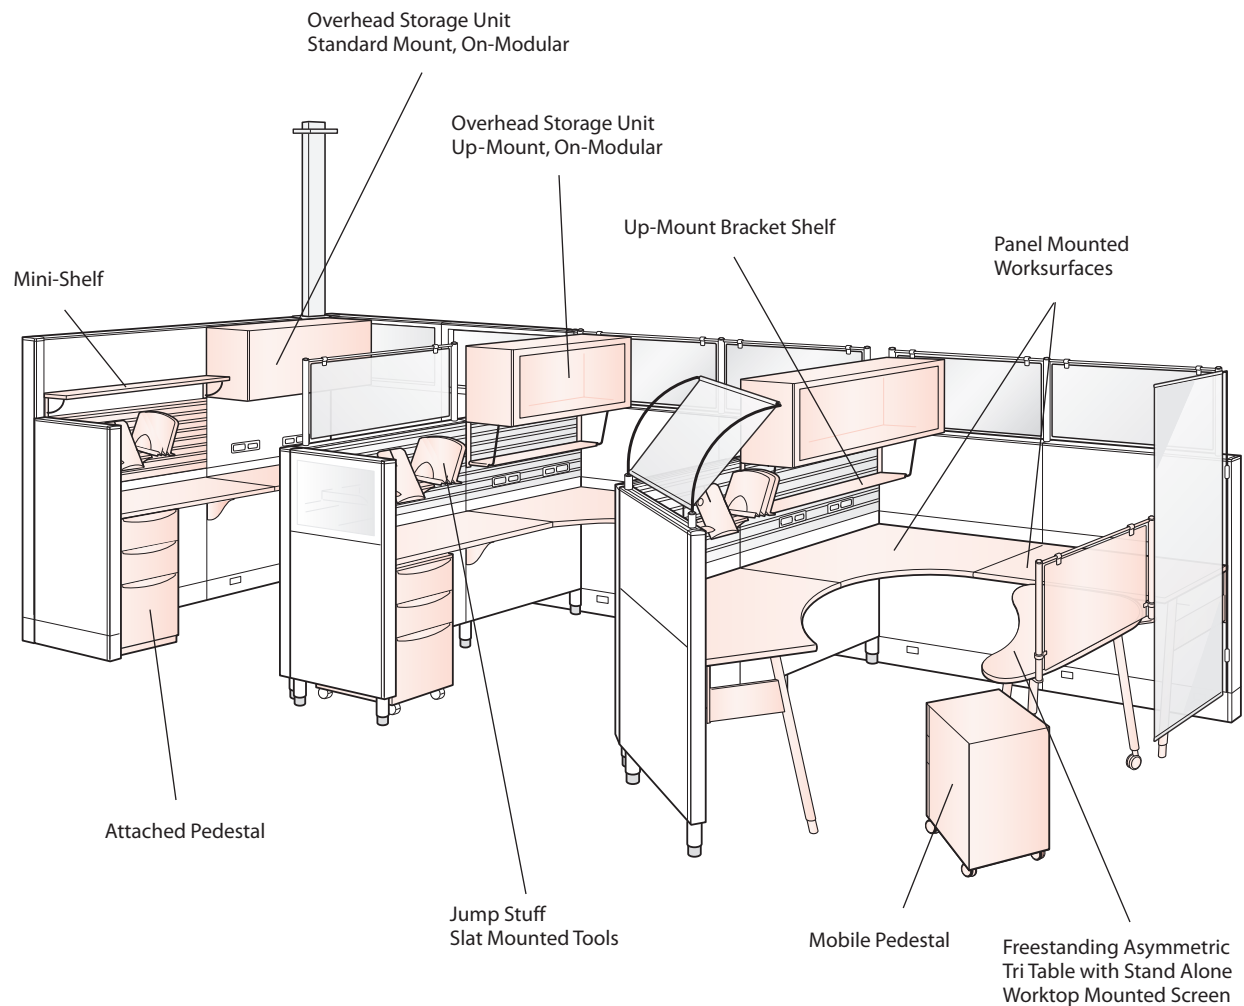 Overhead Storage Unit
Standard Mount, On-Modular
Overhead Storage Unit
Up-Mount, On-Modular
Up-Mount Bracket Shelf
Panel Mounted
Worksurfaces
Mini-Shelf
Attached Pedestal
Jump Stuff
Slat Mounted Tools
Mobile Pedestal
Freestanding Asymmetric
Tri Table with Stand Alone
Worktop Mounted Screen